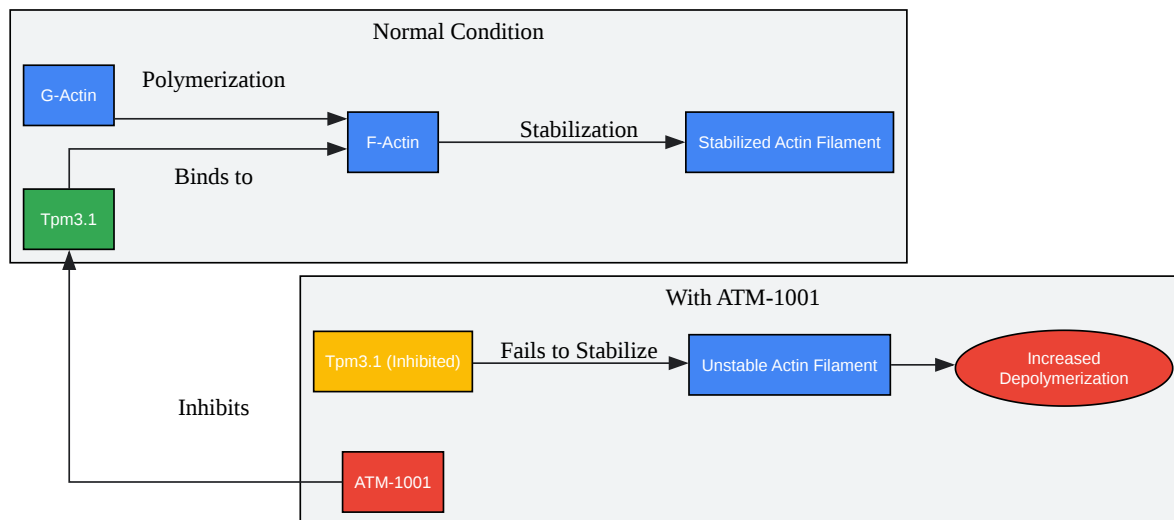 Normal Condition
G-Actin
Polymerization
F-Actin
Stabilization
Stabilized Actin Filament
Binds to
Tpm3.1
With ATM-1001
Tpm3.1 (Inhibited)
Fails to Stabilize
Unstable Actin Filament
Increased
Depolymerization
Inhibits
ATM-1001